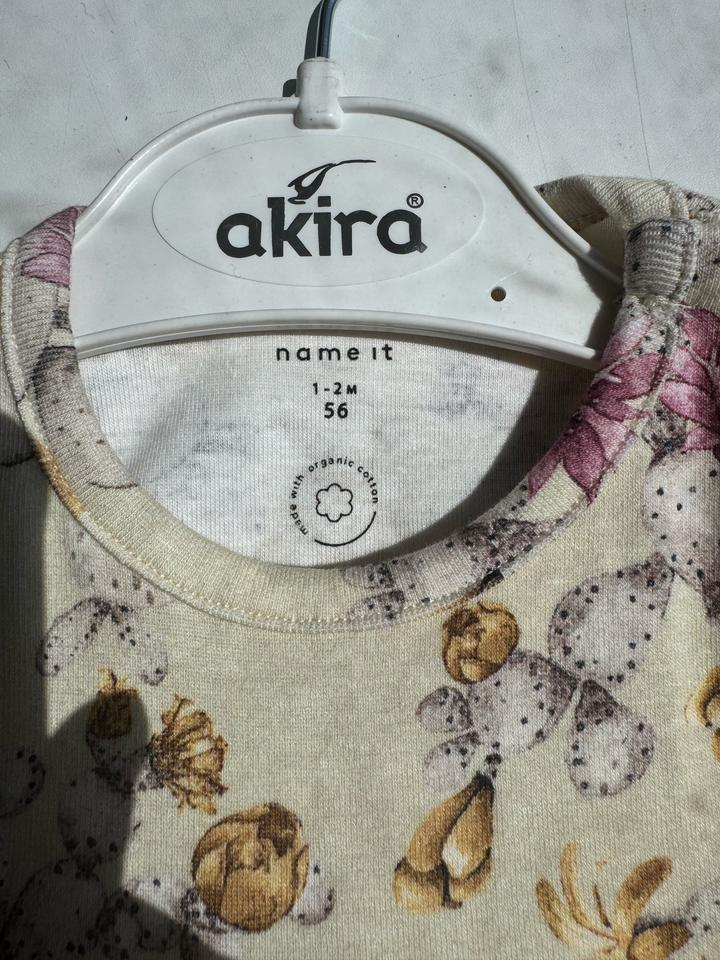 akira®
name it
1-2M
56
made with organic cotton